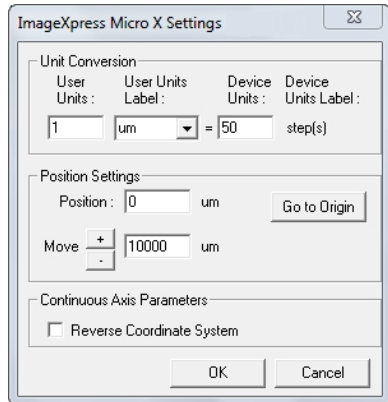 ImageXpress Micro X Settings
Unit Conversion
User Units : User Units Label : Device Units : Device Units Label :
1 um = 50 step(s)
Position Settings
Position : 0 um Go to Origin
Move + - 10000 um
Continuous Axis Parameters
Reverse Coordinate System
OK Cancel